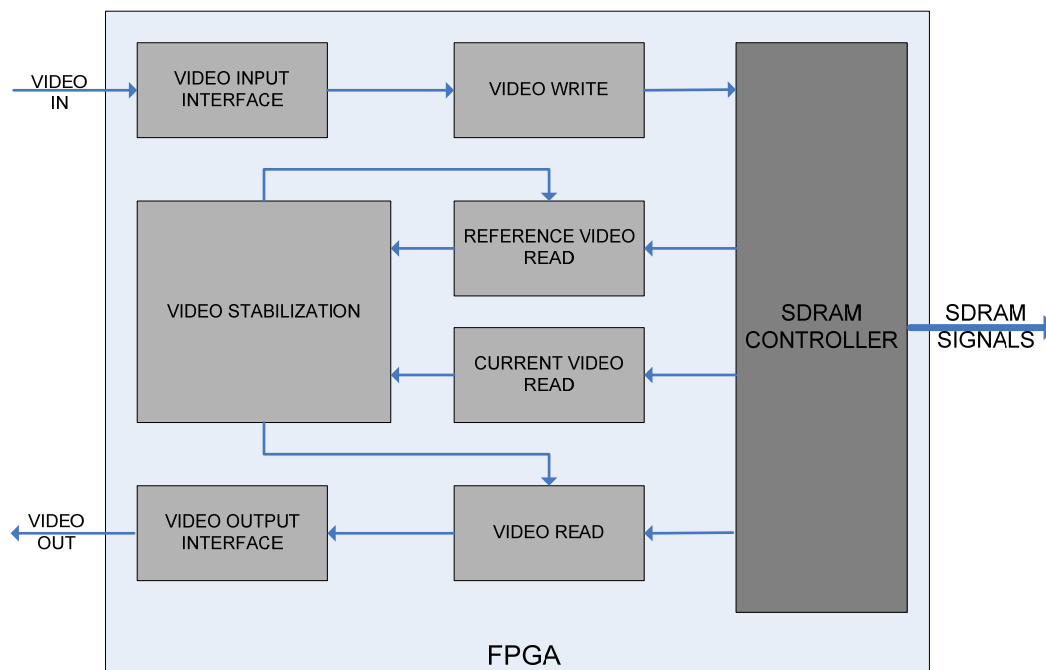 VIDEO
IN
VIDEO INPUT
INTERFACE
VIDEO WRITE
REFERENCE VIDEO
READ
VIDEO STABILIZATION
SDRAM
CONTROLLER
SDRAM
SIGNALS
CURRENT VIDEO
READ
VIDEO
OUT
VIDEO OUTPUT
INTERFACE
VIDEO READ
FPGA